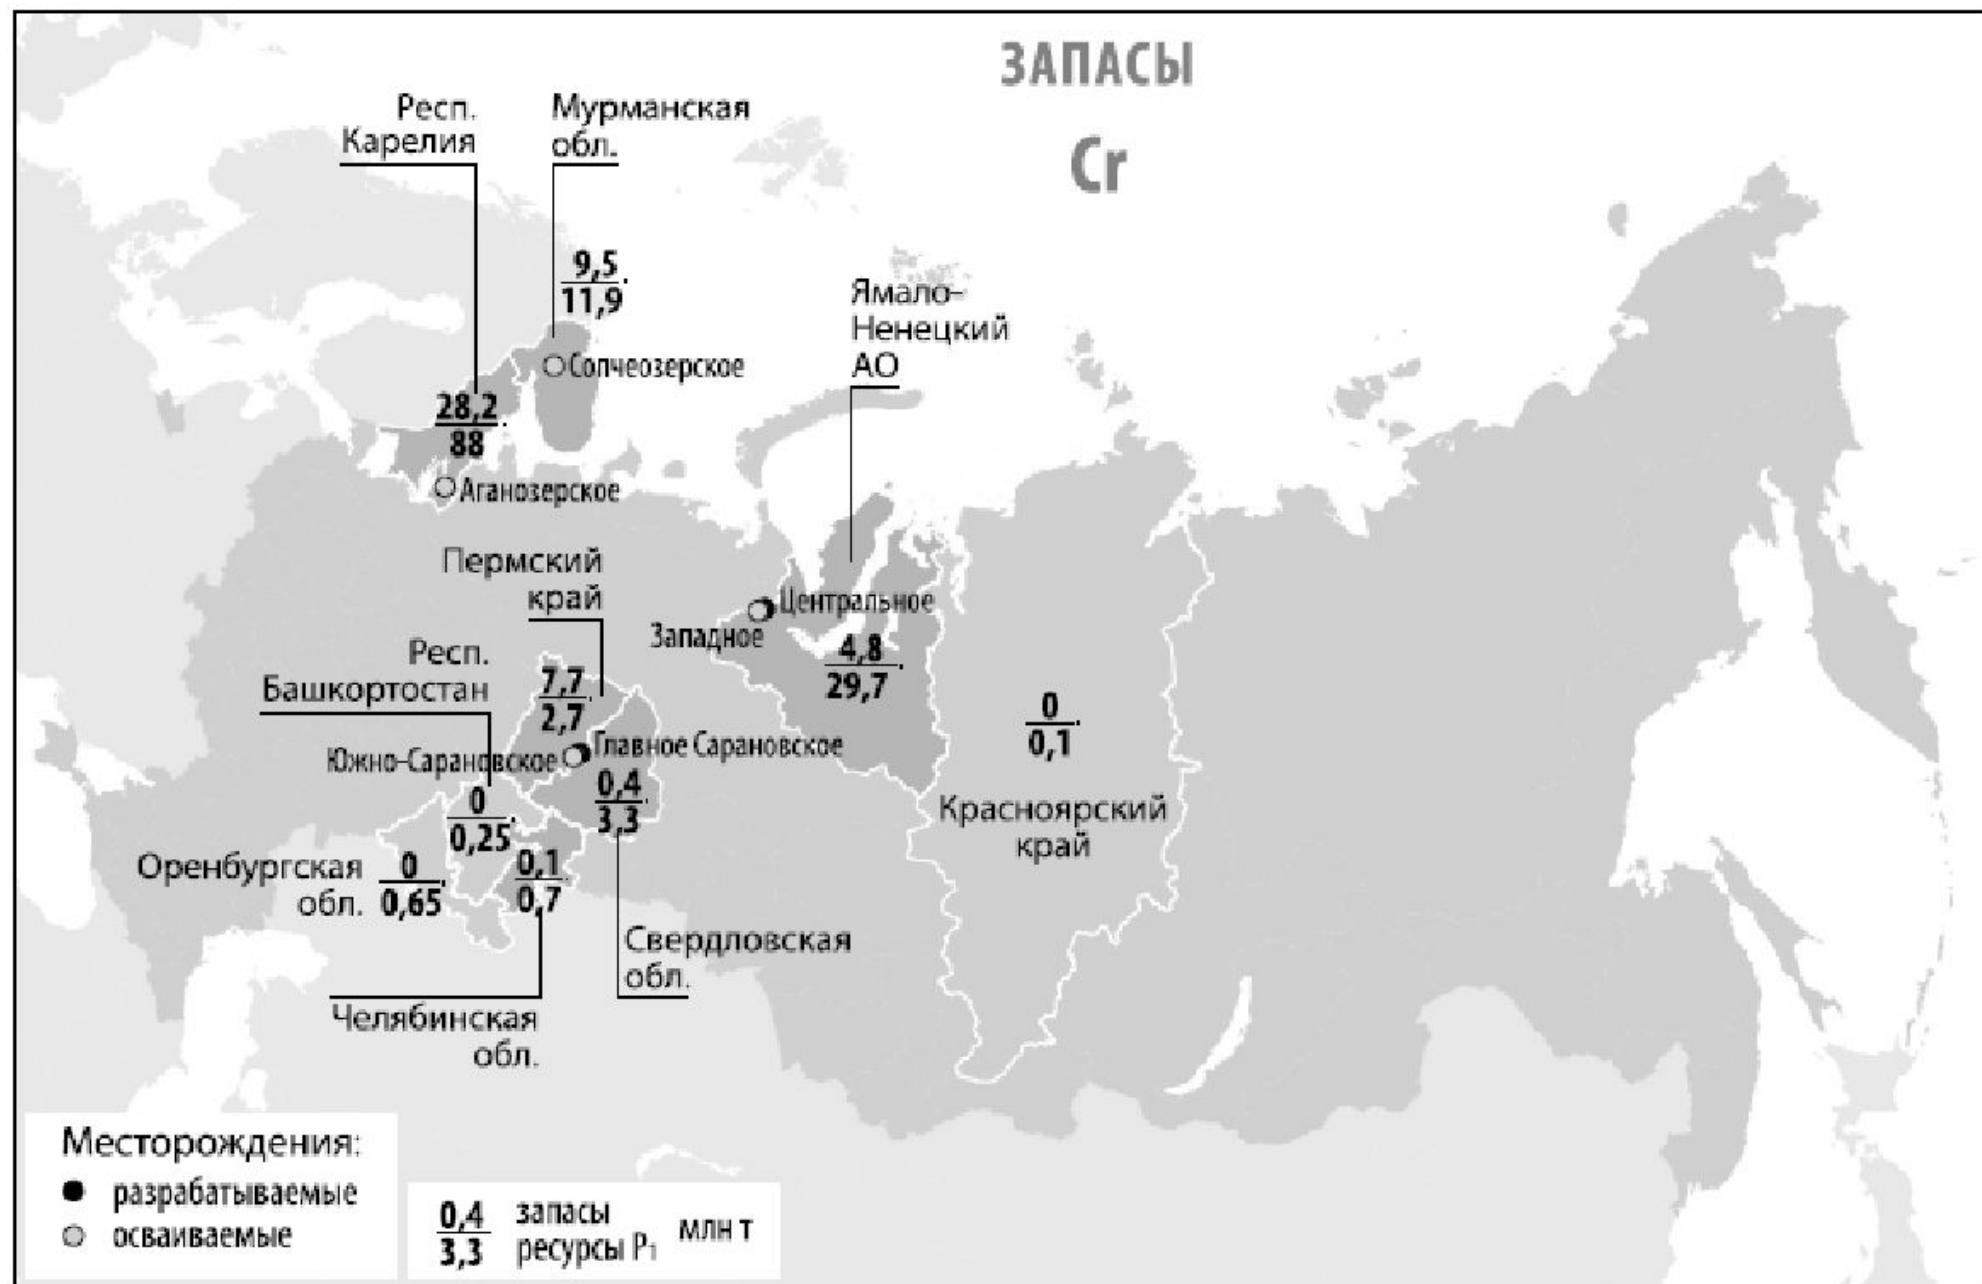 ЗАПАСЫ
Cr
Респ.
Карелия
Мурманская
обл.
9,5
11,9
Сопчеозерское
Ямало-
Ненецкий
АО
28,2
88
Аганозерское
Пермский
край
Центральное
Западное
4,8
29,7
Респ.
Башкортостан
7,7
2,7
0
0,1
Главное Сарановское
Южно-Сарановское
0,4
3,3
0
0,25
Красноярский
край
Оренбургская
обл.
0
0,65
0,1
0,7
Свердловская
обл.
Челябинская
обл.
Месторождения:
разрабатываемые
осваиваемые
0,4 запасы
3,3 ресурсы P₁
млн т